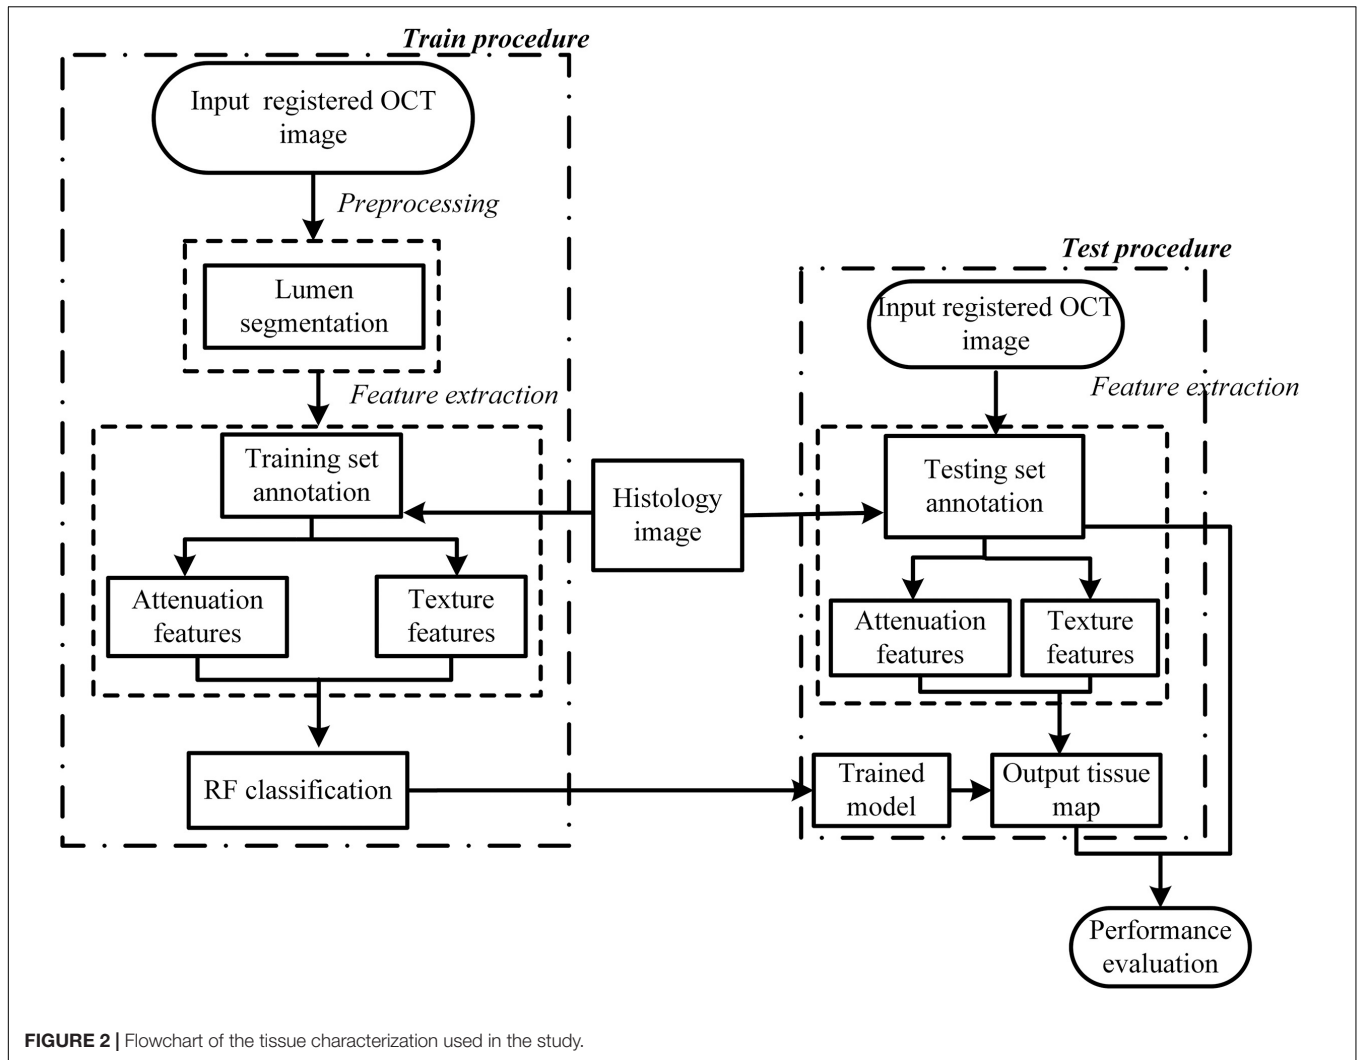 Train procedure
Input registered OCT
image
Preprocessing
Lumen
segmentation
Feature extraction
Training set
annotation
Attenuation
features
Texture
features
RF classification
Histology
image
Test procedure
Input registered OCT
image
Feature extraction
Testing set
annotation
Attenuation
features
Texture
features
Trained
model
Output tissue
map
Performance
evaluation
FIGURE 2 | Flowchart of the tissue characterization used in the study.